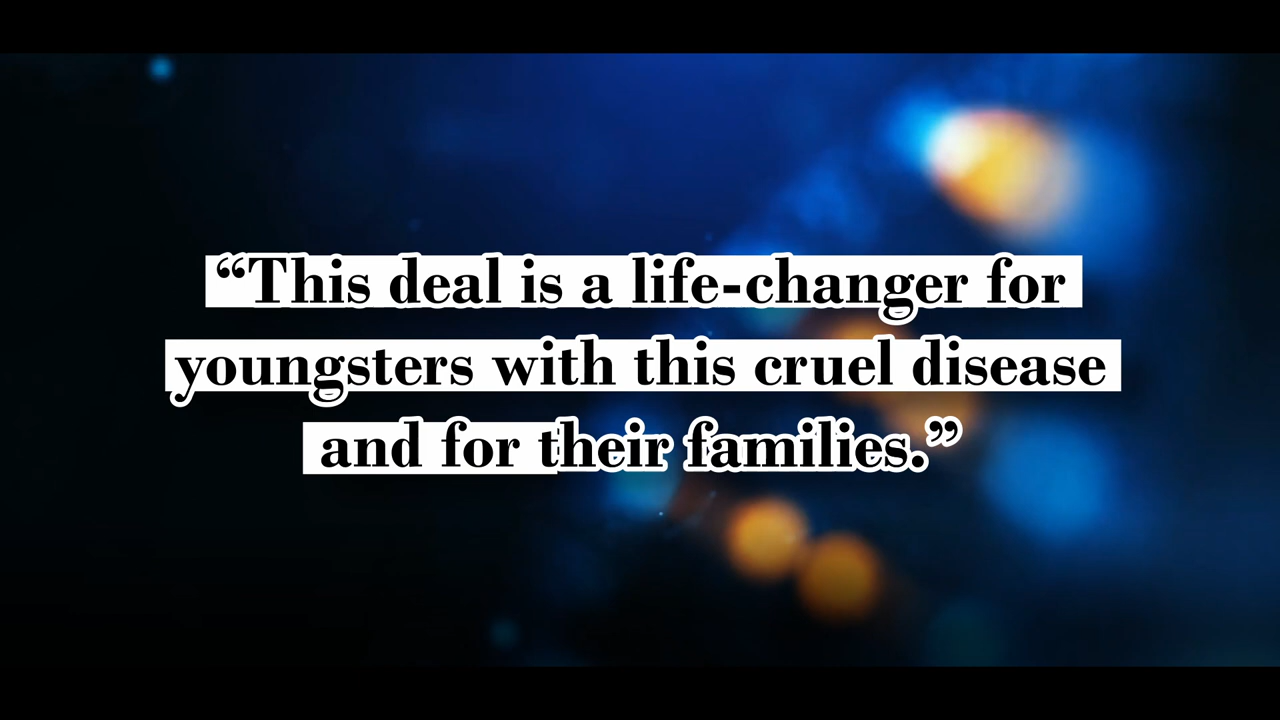 “This deal is a life-changer for
youngsters with this cruel disease
and for their families.”